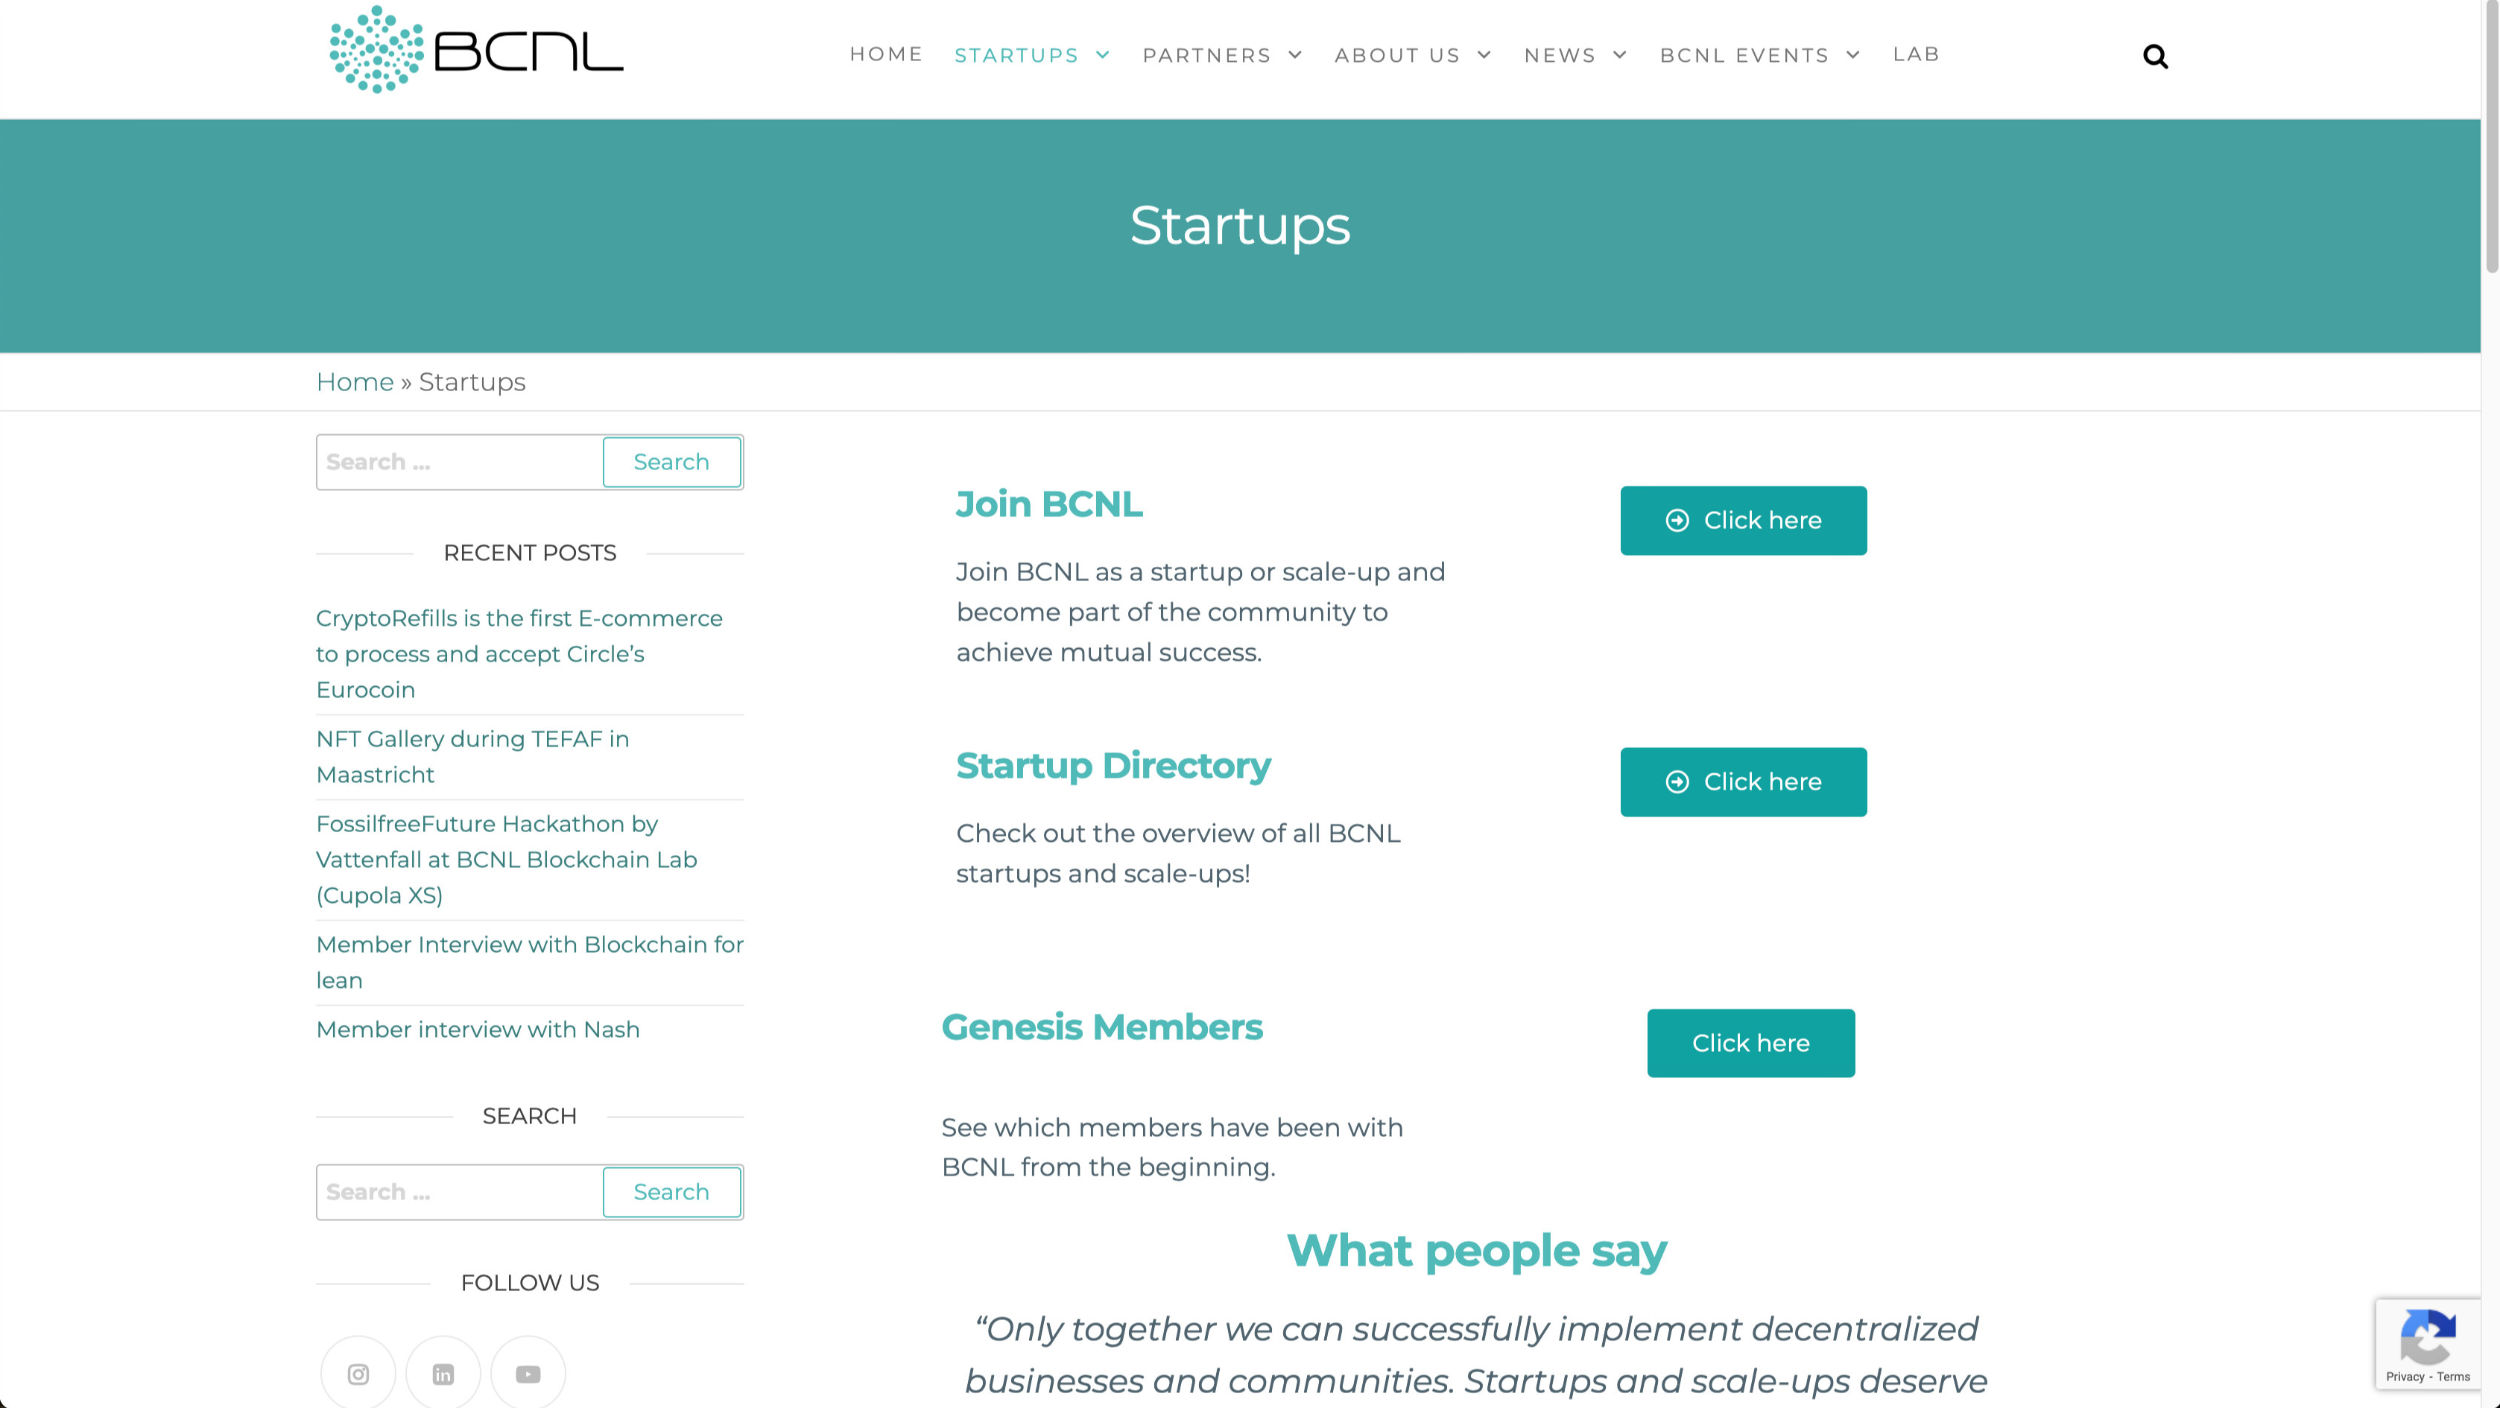 BCNL
HOME
STARTUPS
PARTNERS
ABOUT US
NEWS
BCNL EVENTS
LAB
Startups
Home » Startups
Search ...
Search
RECENT POSTS
CryptoRefills is the first E-commerce
to process and accept Circle's
Eurocoin
NFT Gallery during TEFAF in
Maastricht
FossilfreeFuture Hackathon by
Vattenfall at BCNL Blockchain Lab
(Cupola XS)
Member Interview with Blockchain for
lean
Member interview with Nash
SEARCH
Search ...
Search
FOLLOW US
Join BCNL
Click here
Join BCNL as a startup or scale-up and
become part of the community to
achieve mutual success.
Startup Directory
Click here
Check out the overview of all BCNL
startups and scale-ups!
Genesis Members
Click here
See which members have been with
BCNL from the beginning.
What people say
“Only together we can successfully implement decentralized
businesses and communities. Startups and scale-ups deserve
Privacy - Terms